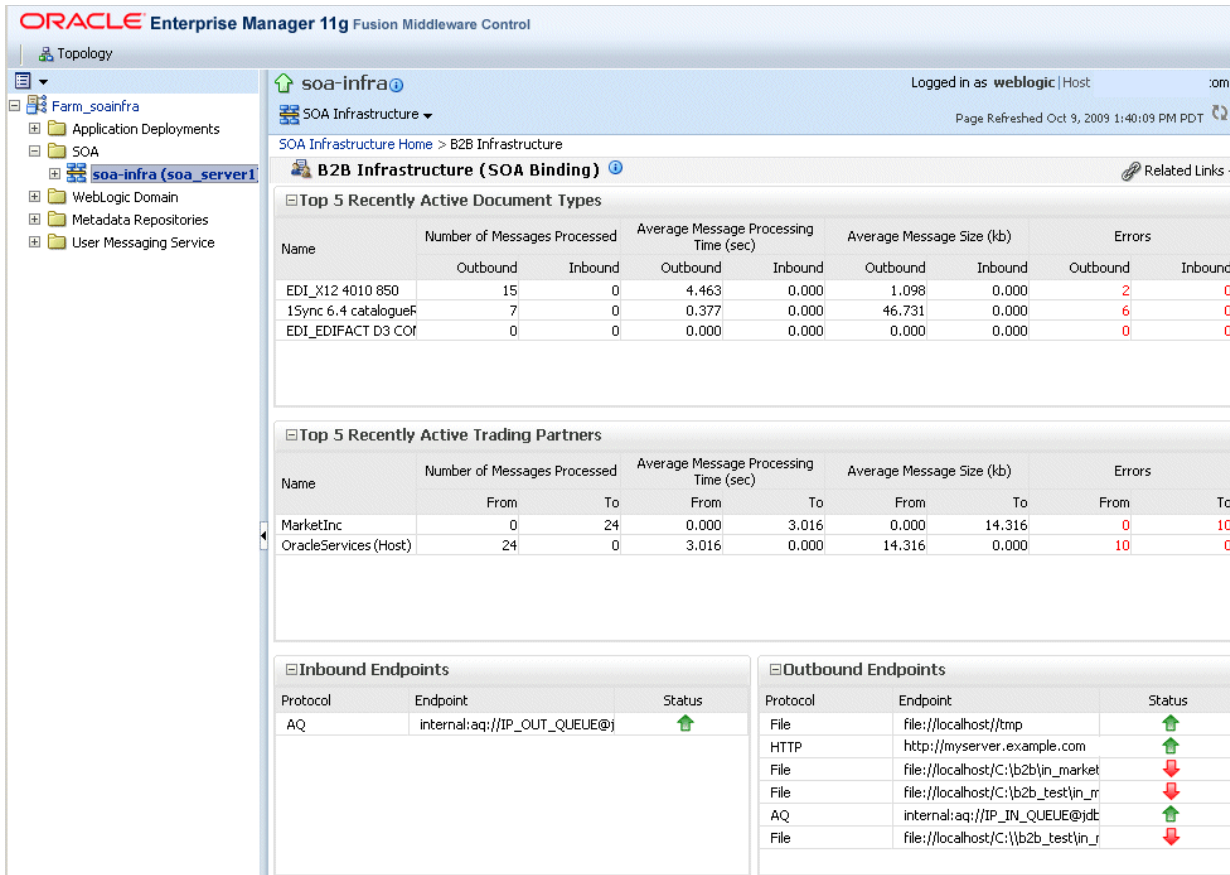 ORACLE Enterprise Manager 11g Fusion Middleware Control
Topology
Farm_soainfra
Application Deployments
SOA
soa-infra (soa_server1
WebLogic Domain
Metadata Repositories
User Messaging Service
soa-infra
Logged in as weblogic|Host :om
SOA Infrastructure
Page Refreshed Oct 9, 2009 1:40:09 PM PDT
SOA Infrastructure Home > B2B Infrastructure
B2B Infrastructure (SOA Binding)
Related Links
Top 5 Recently Active Document Types
Name Number of Messages Processed Average Message Processing Time (sec) Average Message Size (kb) Errors
Outbound Inbound Outbound Inbound Outbound Inbound Outbound Inbound
EDI_X12 4010 850 15 0 4.463 0.000 1.098 0.000 2 0
1Sync 6.4 catalogueR 7 0 0.377 0.000 46.731 0.000 6 0
EDI_EDIFACT D3 CO 0 0 0.000 0.000 0.000 0.000 0 0
Top 5 Recently Active Trading Partners
Name Number of Messages Processed Average Message Processing Time (sec) Average Message Size (kb) Errors
From To From To From To From To
MarketInc 0 24 0.000 3.016 0.000 14.316 0 10
OracleServices (Host) 24 0 3.016 0.000 14.316 0.000 10 0
Inbound Endpoints
Protocol Endpoint Status
AQ internal:aq://IP_OUT_QUEUE@j
Outbound Endpoints
Protocol Endpoint Status
File file://localhost//tmp
HTTP http://myserver.example.com
File file://localhost/C:\b2b\in_market
File file://localhost/C:\b2b_test\in_m
AQ internal:aq://IP_IN_QUEUE@jdb
File file://localhost/C:\\b2b_test\in_r